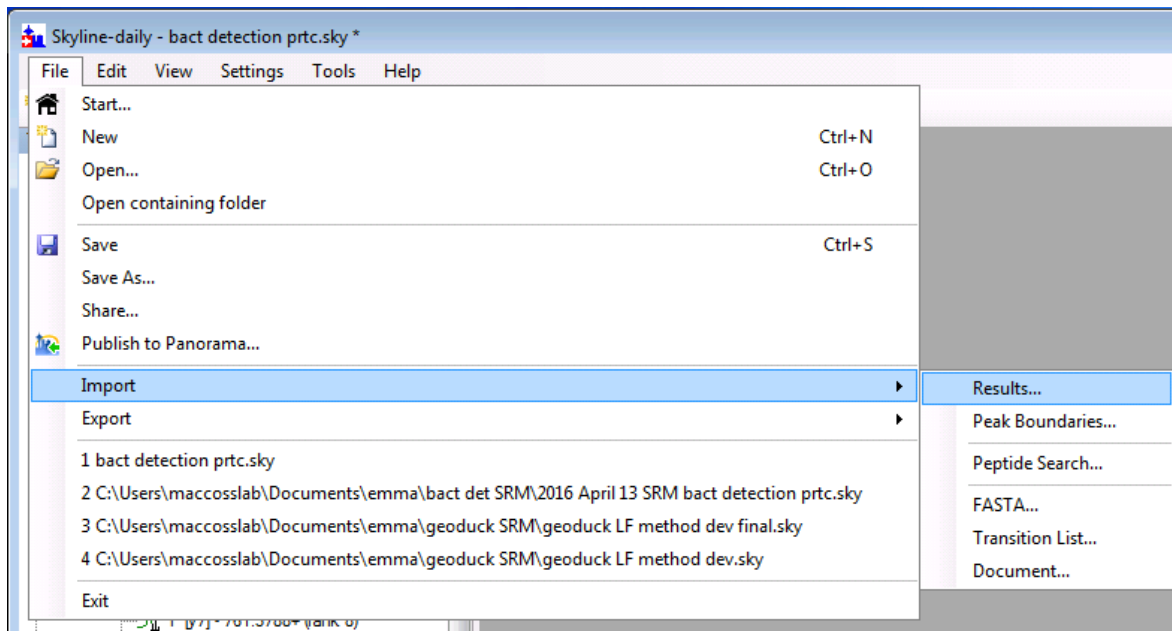 Skyline-daily - bact detection prtc.sky *
File Edit View Settings Tools Help
Start...
New Ctrl+N
Open... Ctrl+O
Open containing folder
Save Ctrl+S
Save As...
Share...
Publish to Panorama...
Import Results...
Export Peak Boundaries...
1 bact detection prtc.sky Peptide Search...
2 C:\Users\maccosslab\Documents\emma\bact det SRM\2016 April 13 SRM bact detection prtc.sky
FASTA...
3 C:\Users\maccosslab\Documents\emma\geoduck SRM\geoduck LF method dev final.sky
Transition List...
4 C:\Users\maccosslab\Documents\emma\geoduck SRM\geoduck LF method dev.sky
Document...
Exit